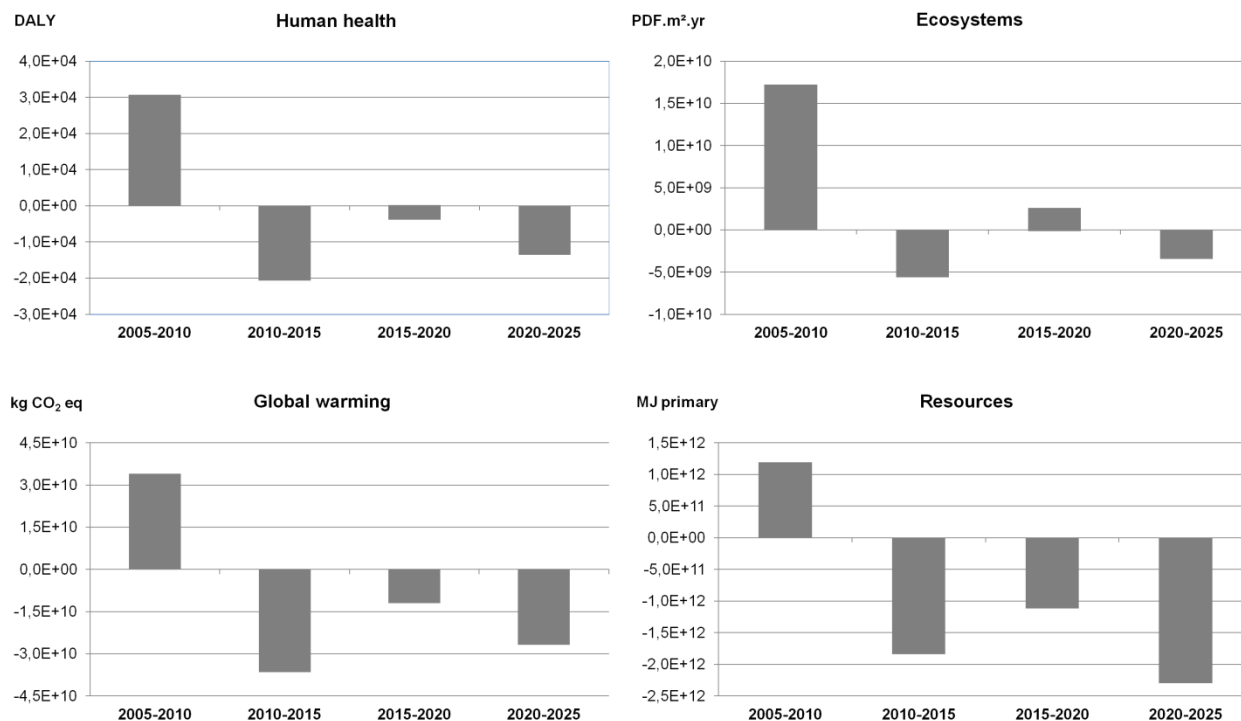 DALY
Human health
4,0E+04
3,0E+04
2,0E+04
1,0E+04
0,0E+00
-1,0E+04
-2,0E+04
-3,0E+04
2005-2010 2010-2015 2015-2020 2020-2025
PDF.m².yr
Ecosystems
2,0E+10
1,5E+10
1,0E+10
5,0E+09
0,0E+00
-5,0E+09
-1,0E+10
2005-2010 2010-2015 2015-2020 2020-2025
kg CO₂ eq
Global warming
4,5E+10
3,0E+10
1,5E+10
0,0E+00
-1,5E+10
-3,0E+10
-4,5E+10
2005-2010 2010-2015 2015-2020 2020-2025
MJ primary
Resources
1,5E+12
1,0E+12
5,0E+11
0,0E+00
-5,0E+11
-1,0E+12
-1,5E+12
-2,0E+12
-2,5E+12
2005-2010 2010-2015 2015-2020 2020-2025